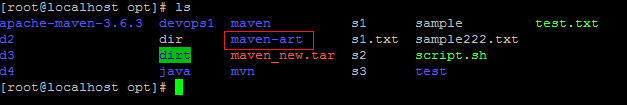 [root@localhost opt]# ls
apache-maven-3.6.3 devops1 maven s1 sample test.txt
d2 dir maven-art s1.txt sample222.txt
d3 dirt maven_new.tar s2 script.sh
d4 java mvn s3 test
[root@localhost opt]#